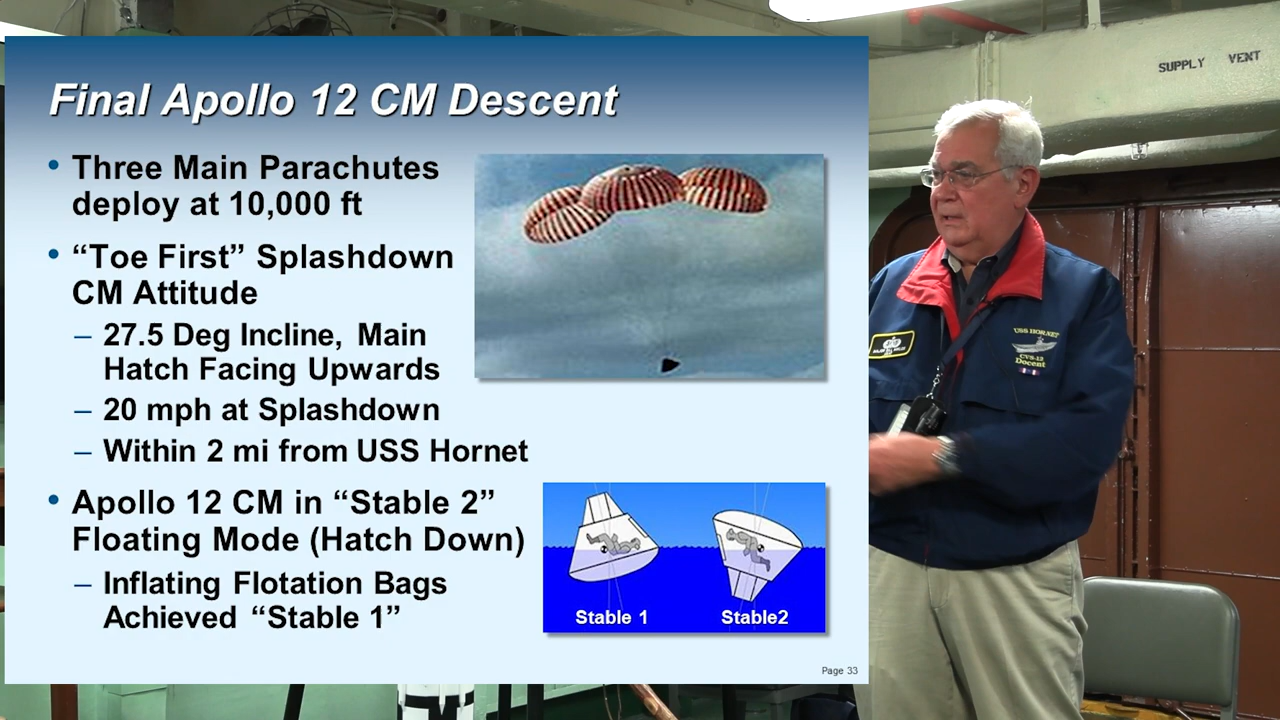 Final Apollo 12 CM Descent
• Three Main Parachutes
deploy at 10,000 ft
• “Toe First” Splashdown
CM Attitude
– 27.5 Deg Incline, Main
Hatch Facing Upwards
– 20 mph at Splashdown
– Within 2 mi from USS Hornet
• Apollo 12 CM in “Stable 2”
Floating Mode (Hatch Down)
– Inflating Flotation Bags
Achieved “Stable 1”
Stable 1
Stable2
Page 33
SUPPLY VENT
USS HORNET
CVS-12
Docent